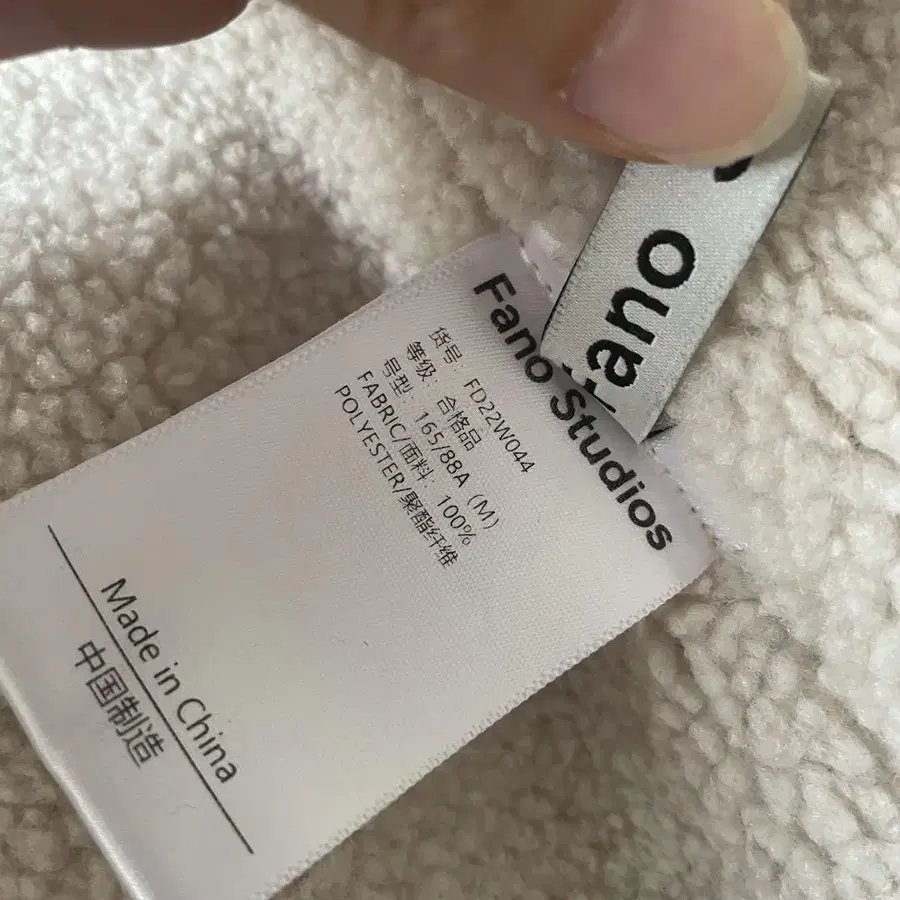 Fano
Fano Studios
货号：FD22W044
等级：合格品
号型：165/88A（M）
FABRIC/面料：100%
POLYESTER/聚酯纤维
Made in China
中国制造